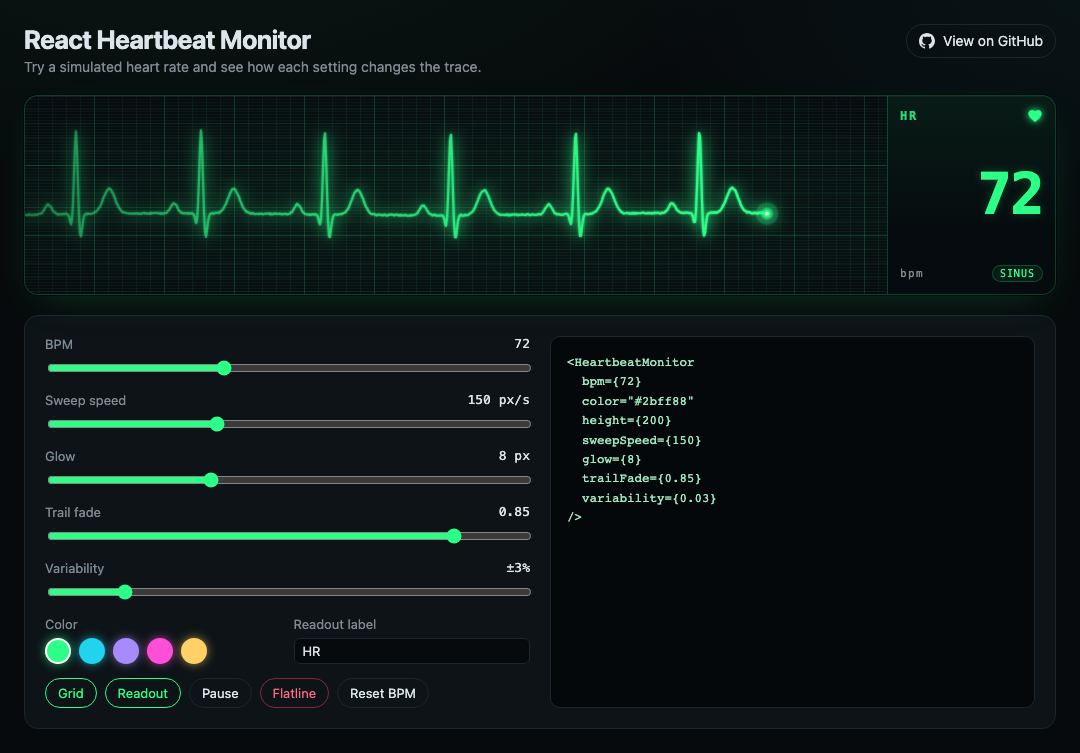 React Heartbeat Monitor
View on GitHub
Try a simulated heart rate and see how each setting changes the trace.
HR
72
bpm
SINUS
BPM
72
Sweep speed
150 px/s
Glow
8 px
Trail fade
0.85
Variability
±3%
Color
Readout label
HR
Grid
Readout
Pause
Flatline
Reset BPM
<HeartbeatMonitor
  bpm={72}
  color="#2bff88"
  height={200}
  sweepSpeed={150}
  glow={8}
  trailFade={0.85}
  variability={0.03}
/>